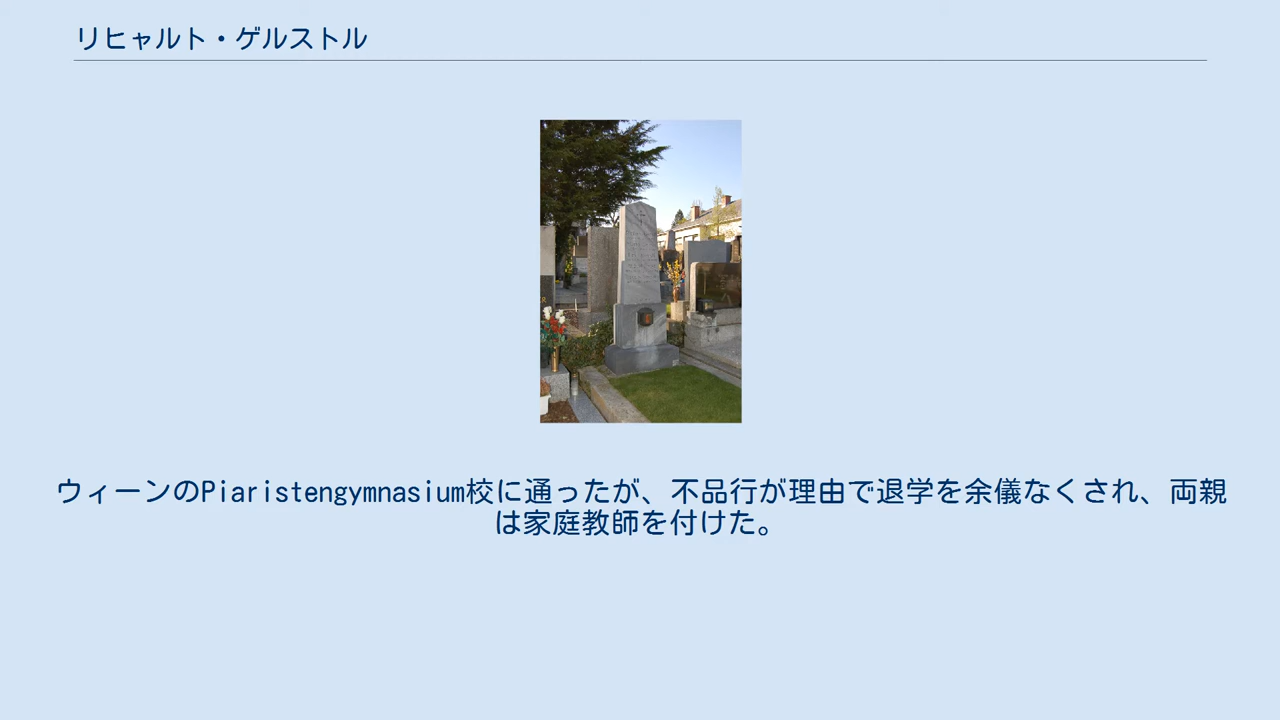 リヒャルト・ゲルストル
ウィーンのPiaristengymnasium校に通ったが、不品行が理由で退学を余儀なくされ、両親
は家庭教師を付けた。